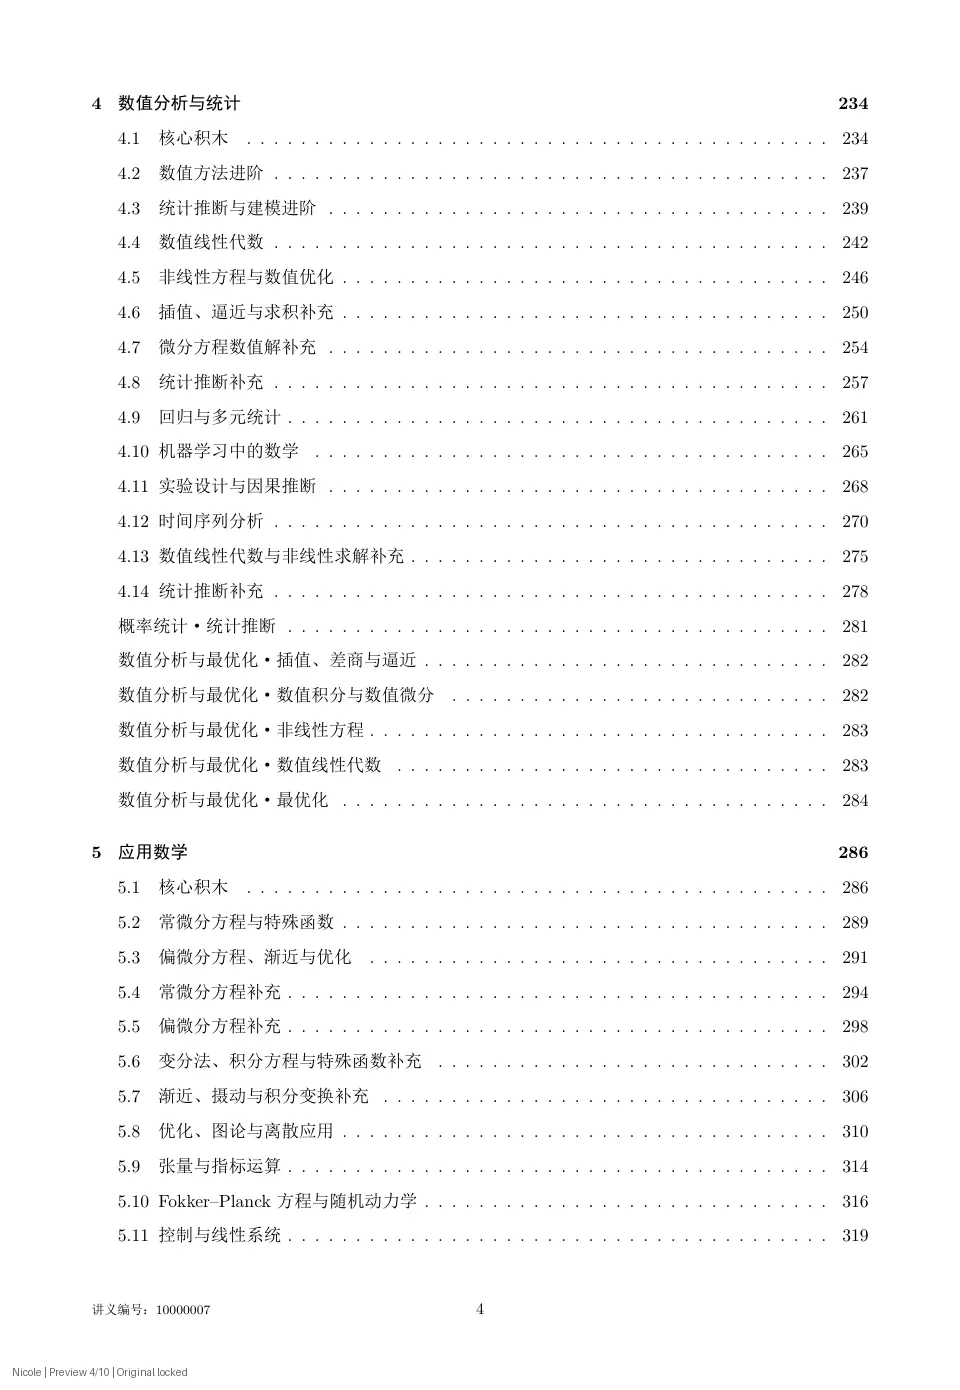 4 数值分析与统计 234
4.1 核心积木 . . . . . . . . . . 234
4.2 数值方法进阶 . . . . . . . . . . 237
4.3 统计推断与建模进阶 . . . . . . . . . . 239
4.4 数值线性代数 . . . . . . . . . . 242
4.5 非线性方程与数值优化 . . . . . . . . . . 246
4.6 插值、逼近与求积补充 . . . . . . . . . . 250
4.7 微分方程数值解补充 . . . . . . . . . . 254
4.8 统计推断补充 . . . . . . . . . . 257
4.9 回归与多元统计 . . . . . . . . . . 261
4.10 机器学习中的数学 . . . . . . . . . . 265
4.11 实验设计与因果推断 . . . . . . . . . . 268
4.12 时间序列分析 . . . . . . . . . . 270
4.13 数值线性代数与非线性求解补充 . . . . . . . . . . 275
4.14 统计推断补充 . . . . . . . . . . 278
概率统计·统计推断 . . . . . . . . . . 281
数值分析与最优化·插值、差商与逼近 . . . . . . . . . . 282
数值分析与最优化·数值积分与数值微分 . . . . . . . . . . 282
数值分析与最优化·非线性方程 . . . . . . . . . . 283
数值分析与最优化·数值线性代数 . . . . . . . . . . 283
数值分析与最优化·最优化 . . . . . . . . . . 284
5 应用数学 286
5.1 核心积木 . . . . . . . . . . 286
5.2 常微分方程与特殊函数 . . . . . . . . . . 289
5.3 偏微分方程、渐近与优化 . . . . . . . . . . 291
5.4 常微分方程补充 . . . . . . . . . . 294
5.5 偏微分方程补充 . . . . . . . . . . 298
5.6 变分法、积分方程与特殊函数补充 . . . . . . . . . . 302
5.7 渐近、摄动与积分变换补充 . . . . . . . . . . 306
5.8 优化、图论与离散应用 . . . . . . . . . . 310
5.9 张量与指标运算 . . . . . . . . . . 314
5.10 Fokker–Planck 方程与随机动力学 . . . . . . . . . . 316
5.11 控制与线性系统 . . . . . . . . . . 319
讲义编号：10000007 4
Nicole | Preview 4/10 | Original locked